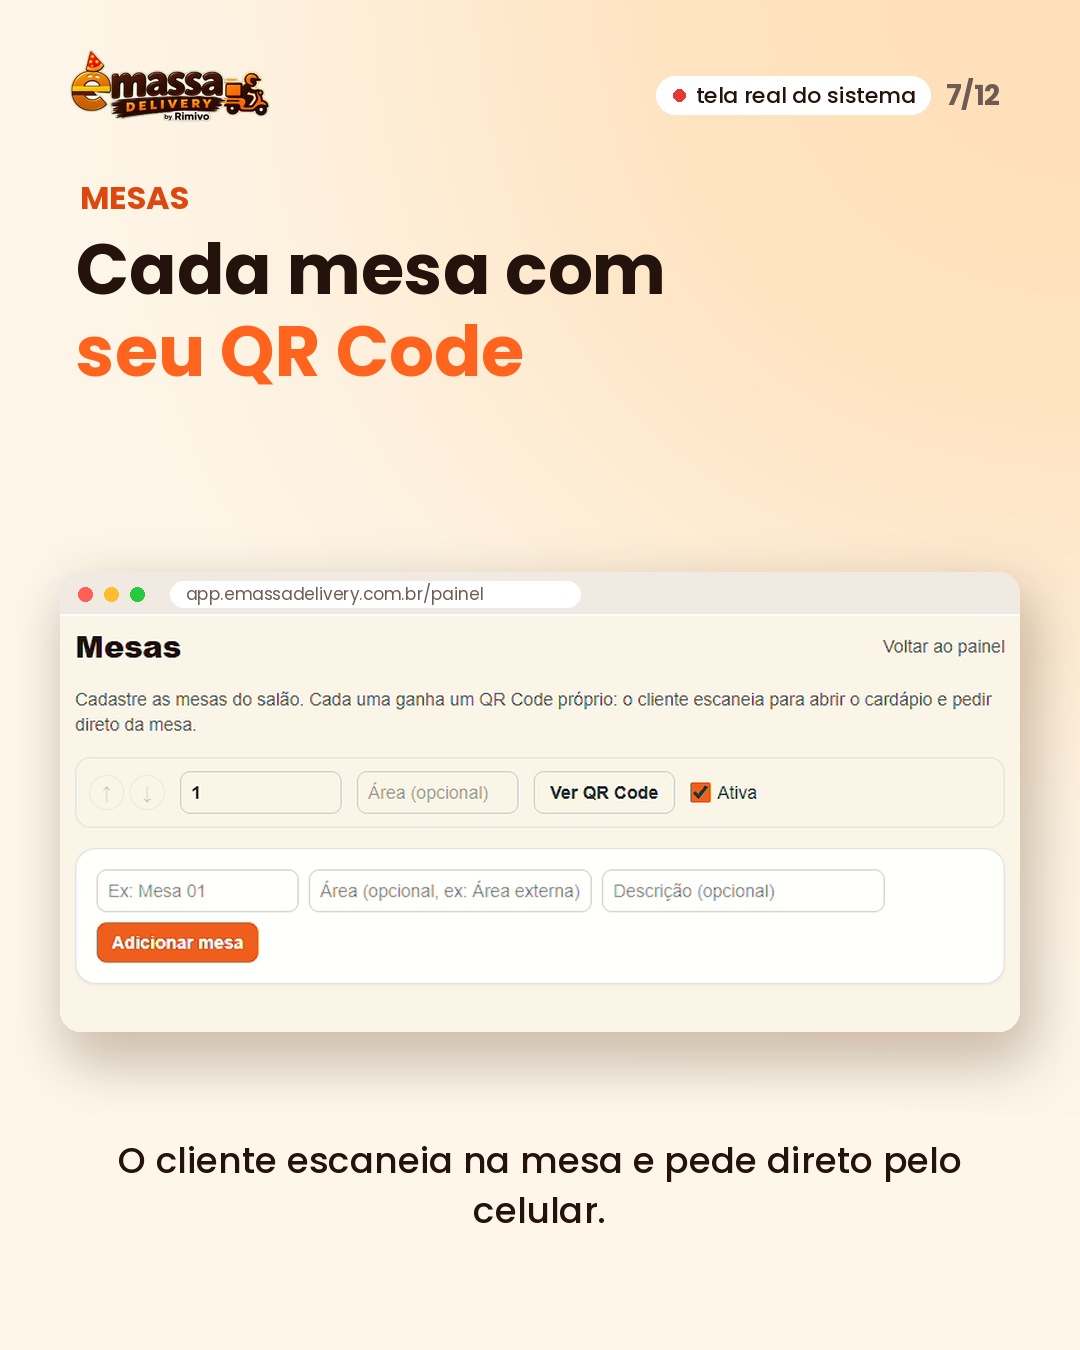 êmassa
DELIVERY
by Rimivo
tela real do sistema
7/12
MESAS
Cada mesa com
seu QR Code
app.emassadelivery.com.br/painel
Mesas
Voltar ao painel
Cadastre as mesas do salão. Cada uma ganha um QR Code próprio: o cliente escaneia para abrir o cardápio e pedir
direto da mesa.
↑ ↓ 1 Área (opcional) Ver QR Code Ativa
Ex: Mesa 01 Área (opcional, ex: Área externa) Descrição (opcional)
Adicionar mesa
O cliente escaneia na mesa e pede direto pelo
celular.